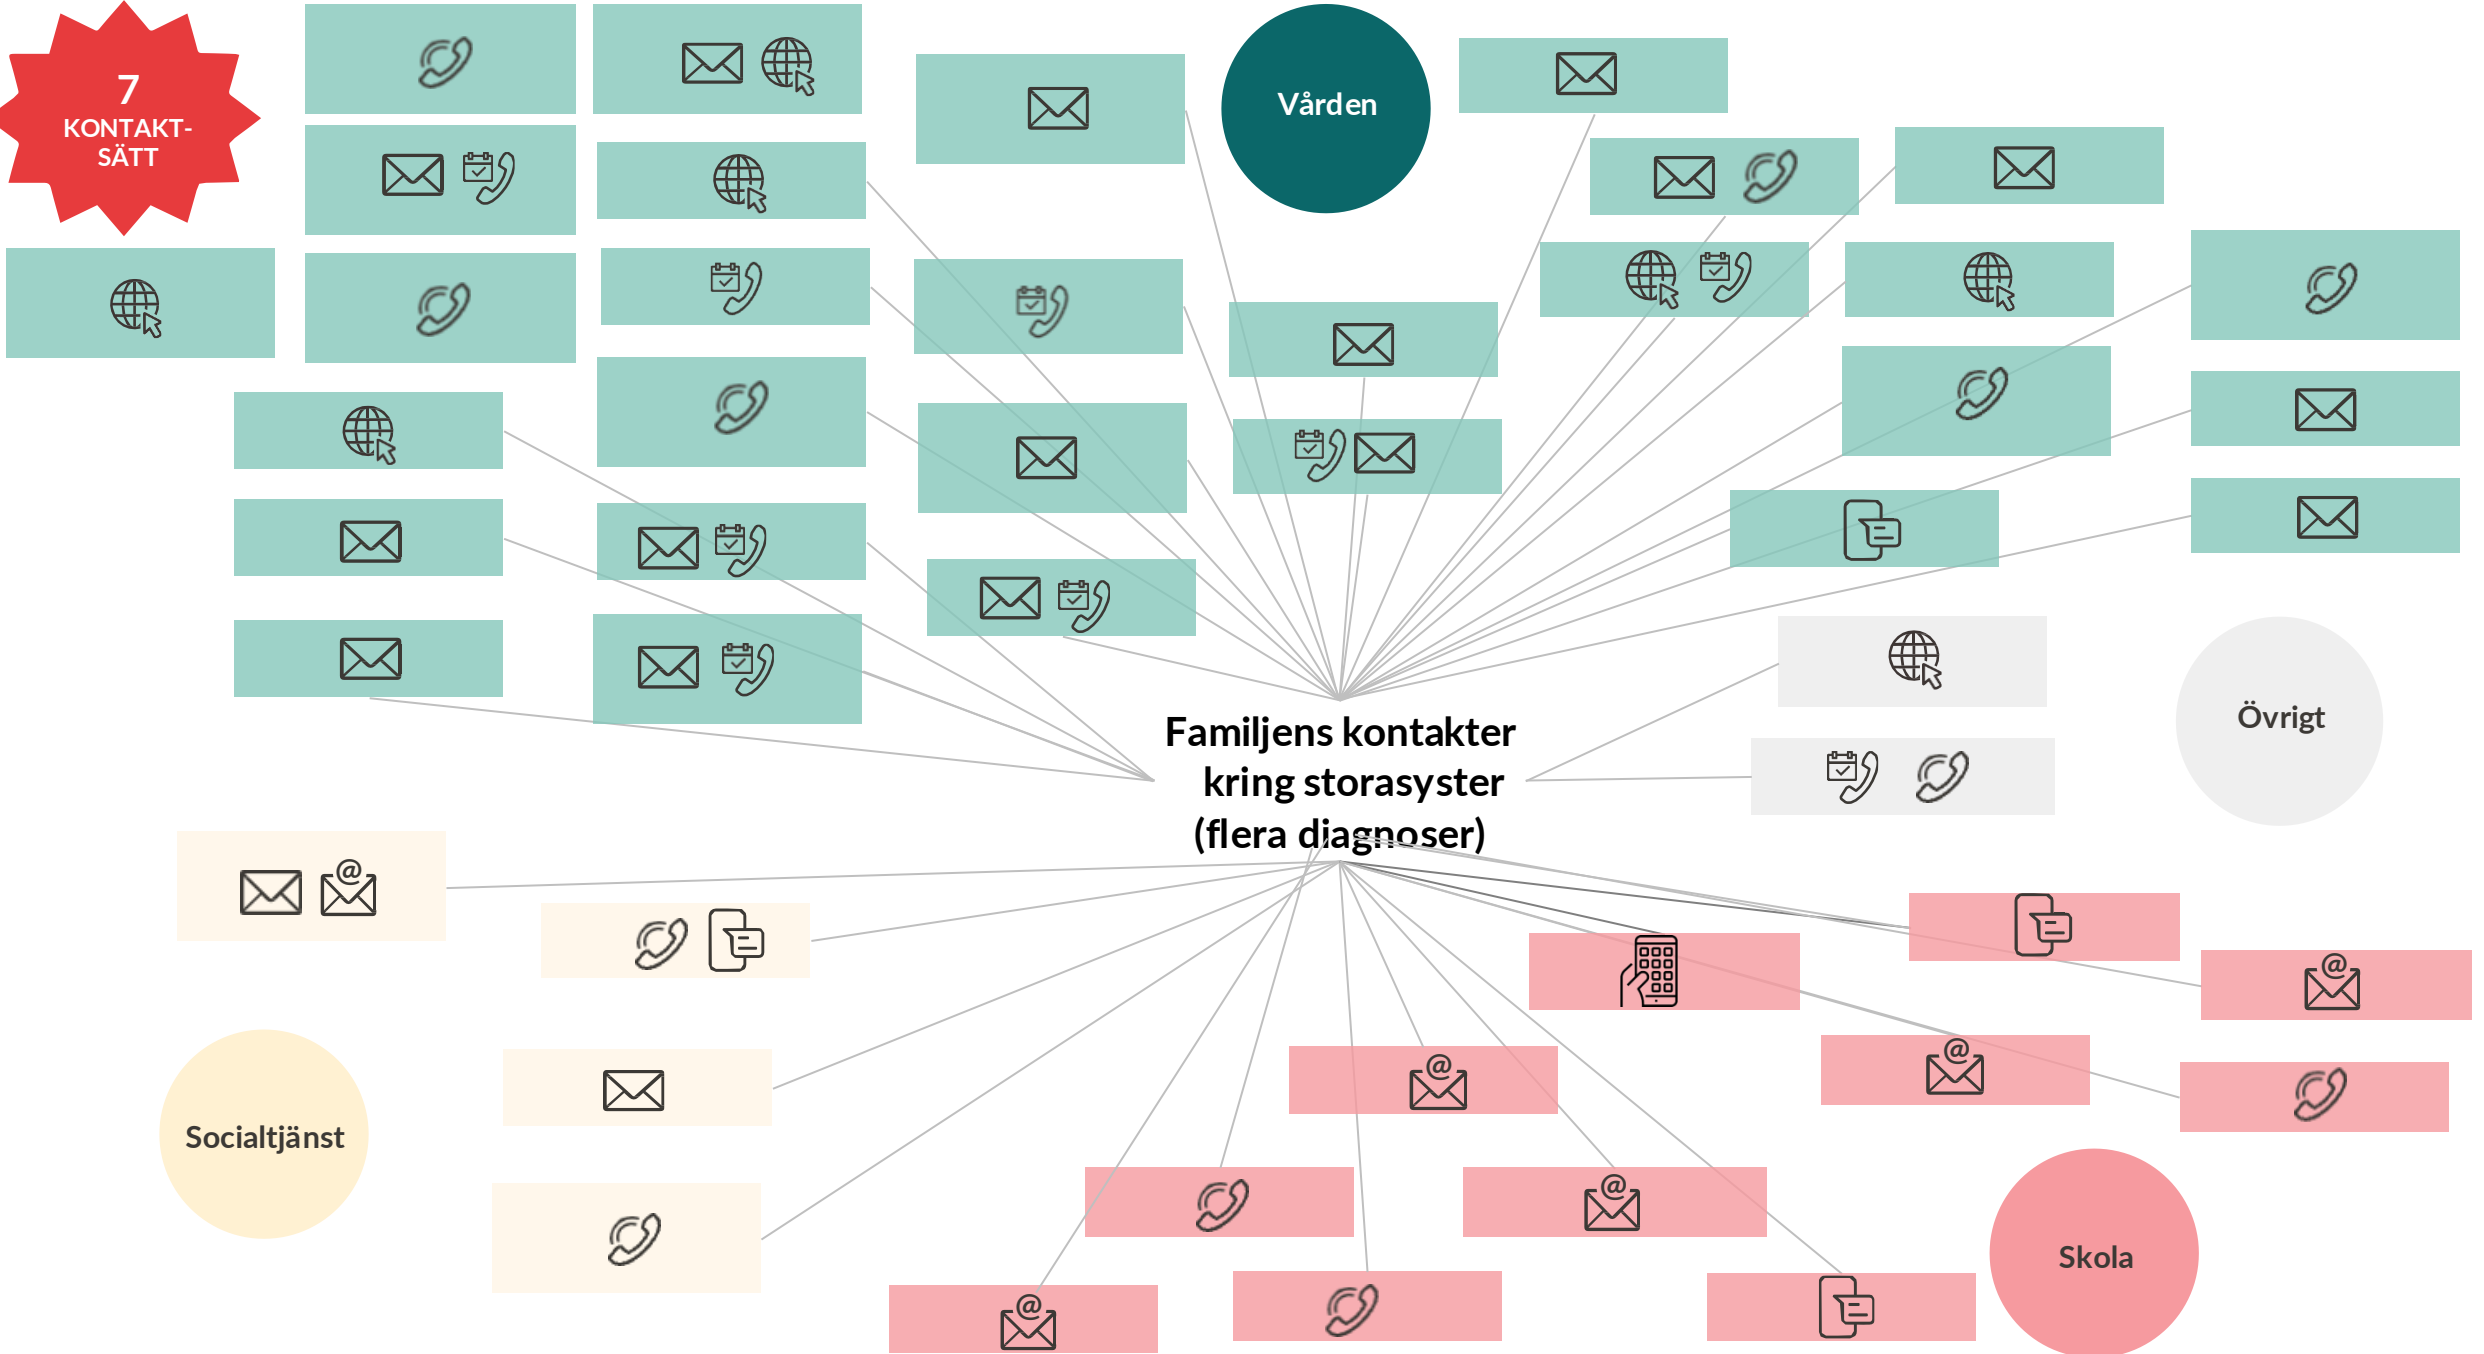 7
KONTAKT-
SÄTT
Vården
Familjens kontakter
kring storasyster
(flera diagnoser)
Övrigt
Socialtjänst
Skola